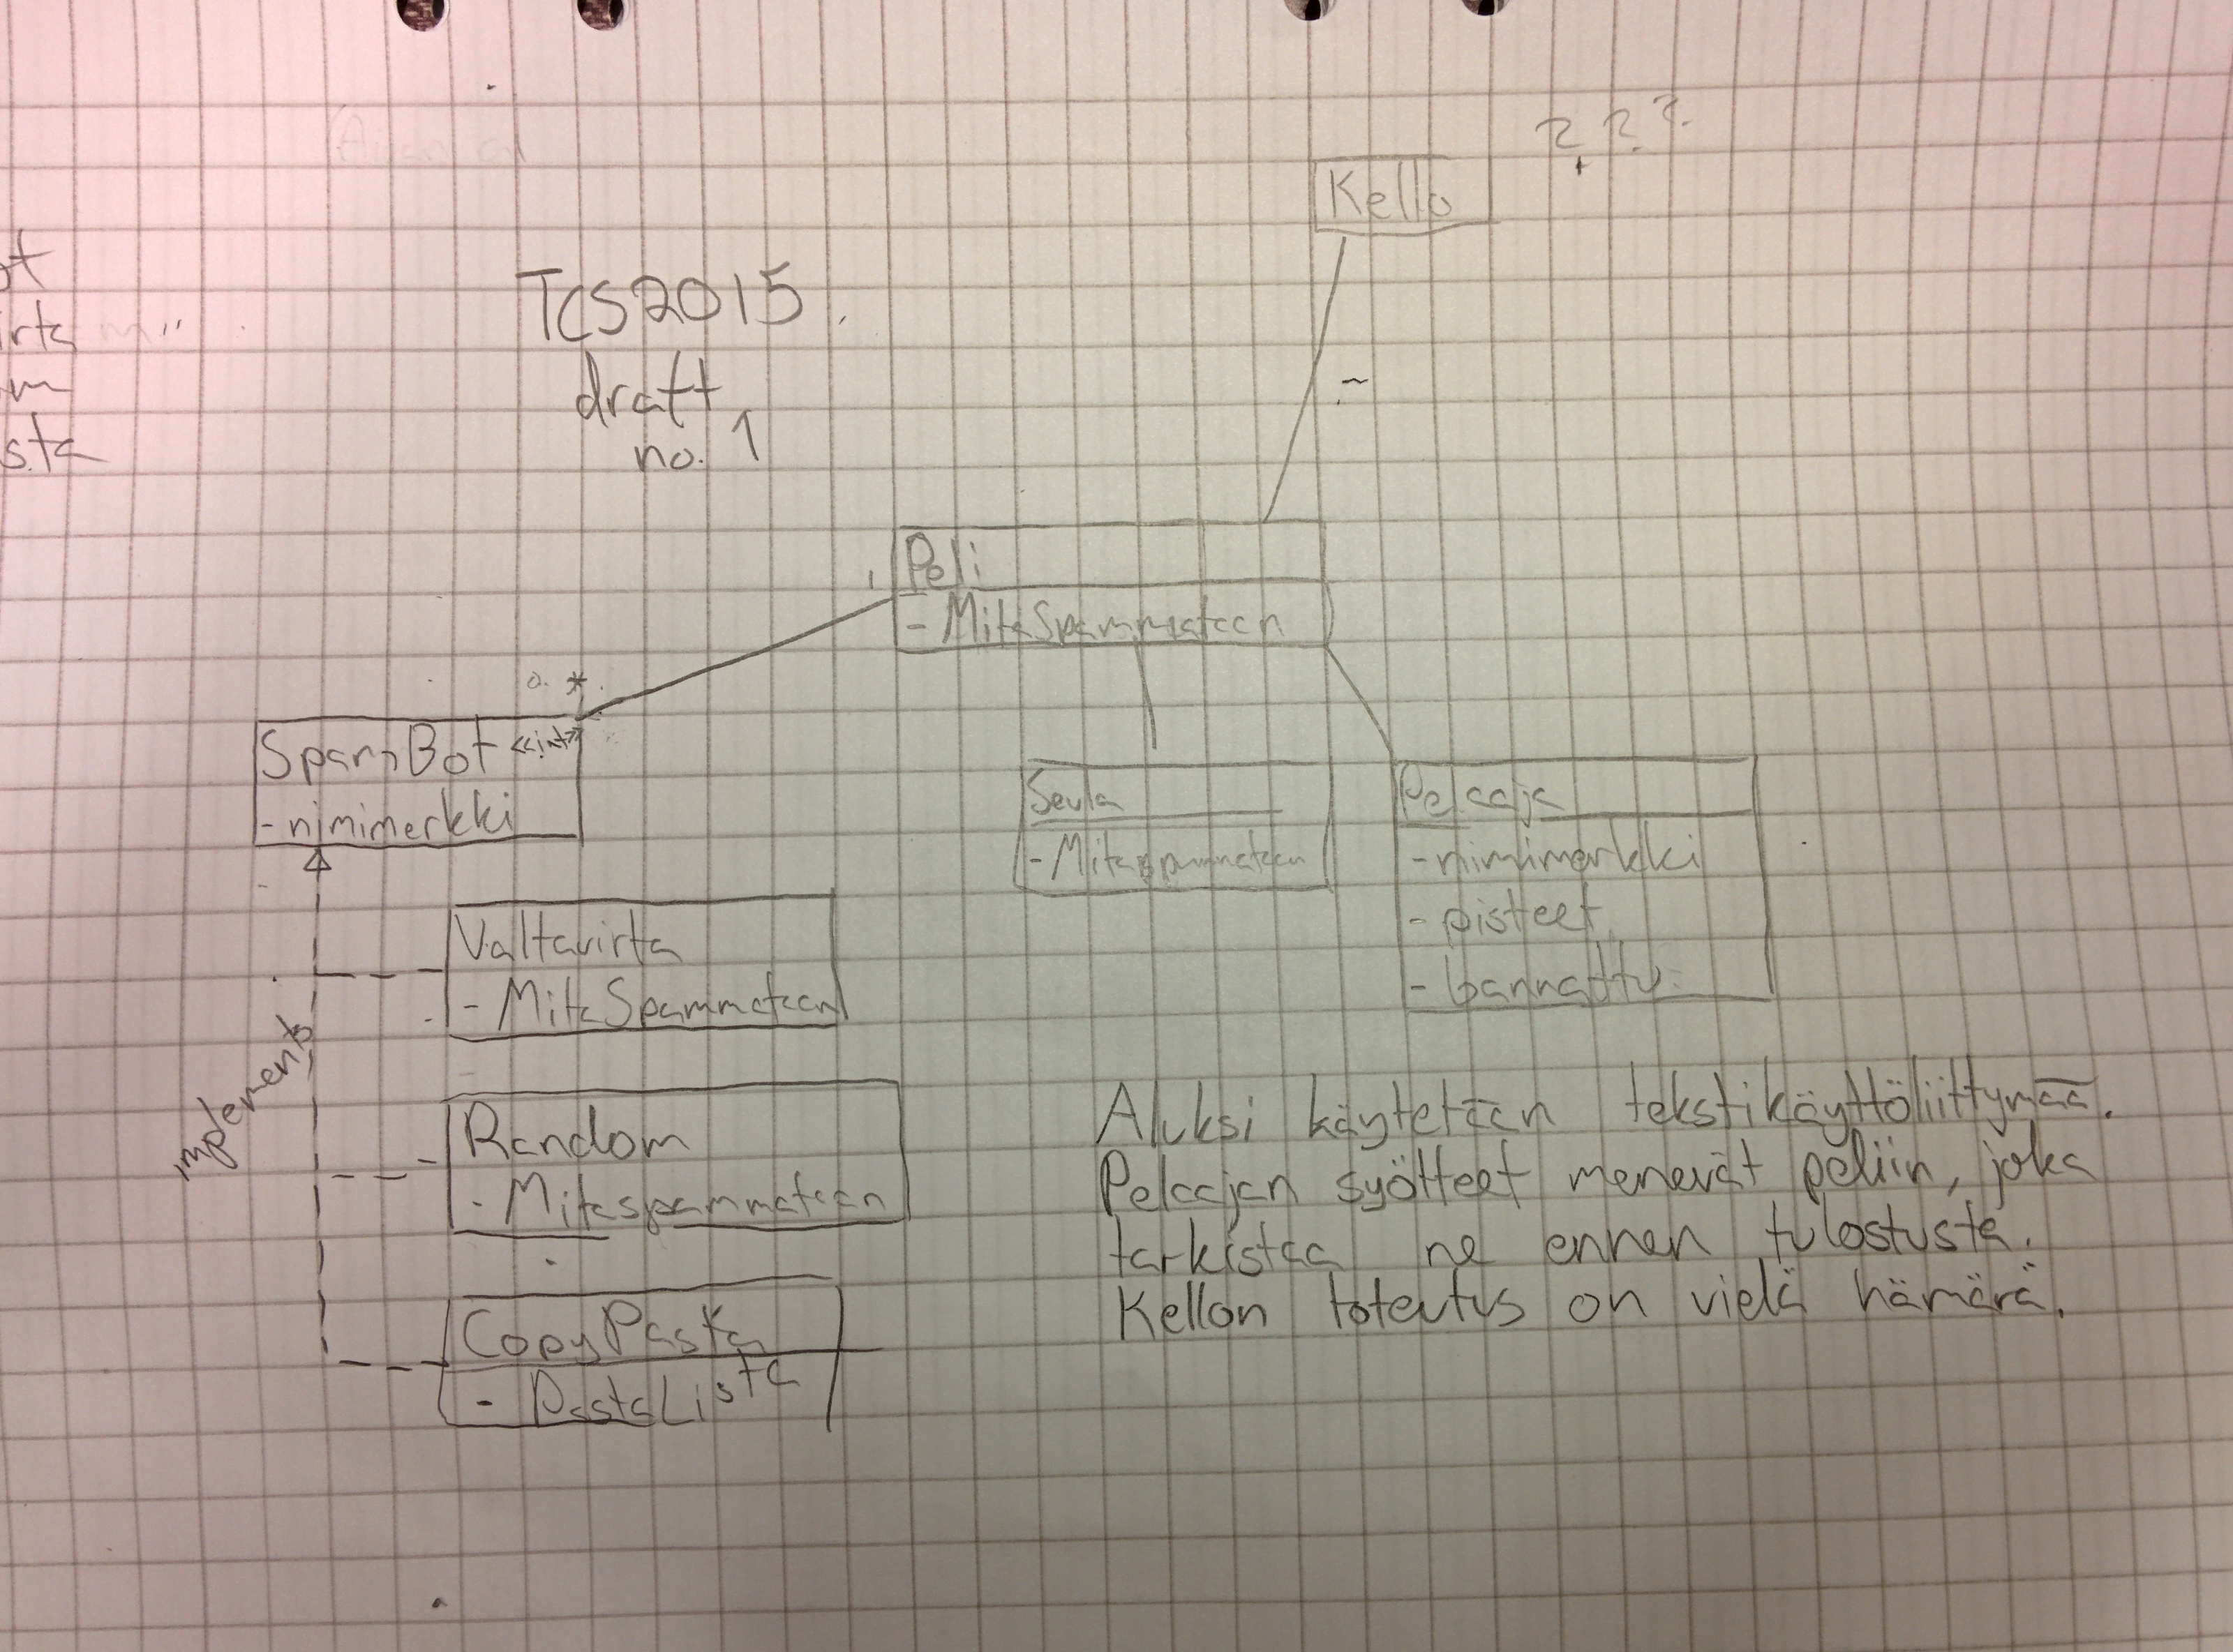 ? ? ?
Kello
TCS2015
draft
no. 1
irta
m
sta
Peli
1
- MitaSpammataan
0. *
SpamBot <<int>>
- nimimerkki
Seula
- Mitaspammataan
Pelaaja
- nimimerkki
- pisteet
- bannattu
Valtavirta
- MitaSpammataan
implements
Random
- Mitaspammataan
CopyPasta
- PastaLista
Aluksi käytetään tekstikäyttöliittymää.
Pelaajan syötteet menevät peliin, joka
tarkistaa ne ennen tulostusta.
Kellon toteutus on vielä hämärä.